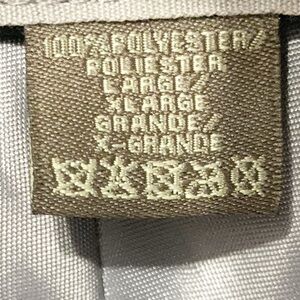 100% POLYESTER/
POLIESTER
LARGE/
XLARGE
GRANDE/
X-GRANDE